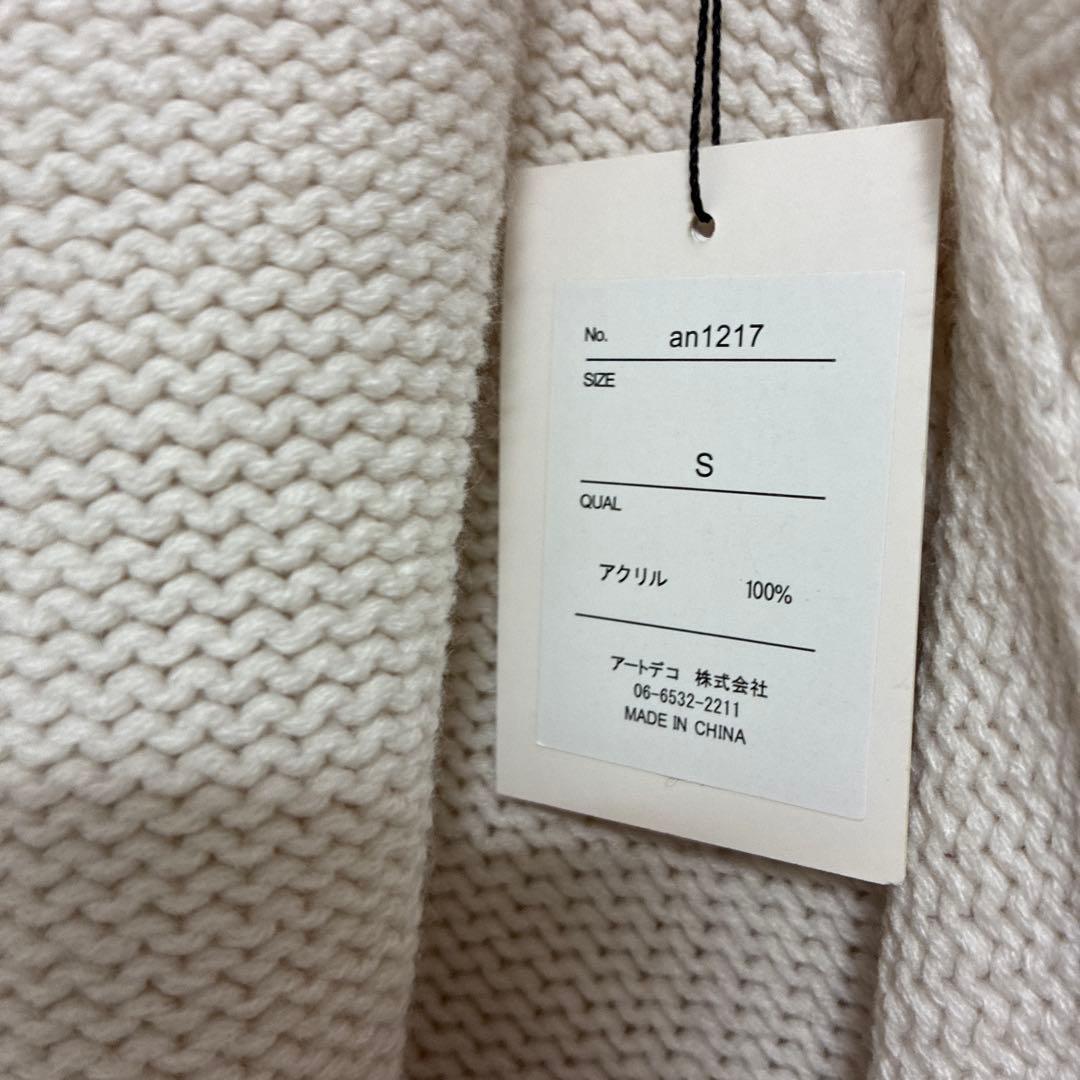 No. an1217
SIZE
S
QUAL
アクリル 100%
アートデコ 株式会社
06-6532-2211
MADE IN CHINA